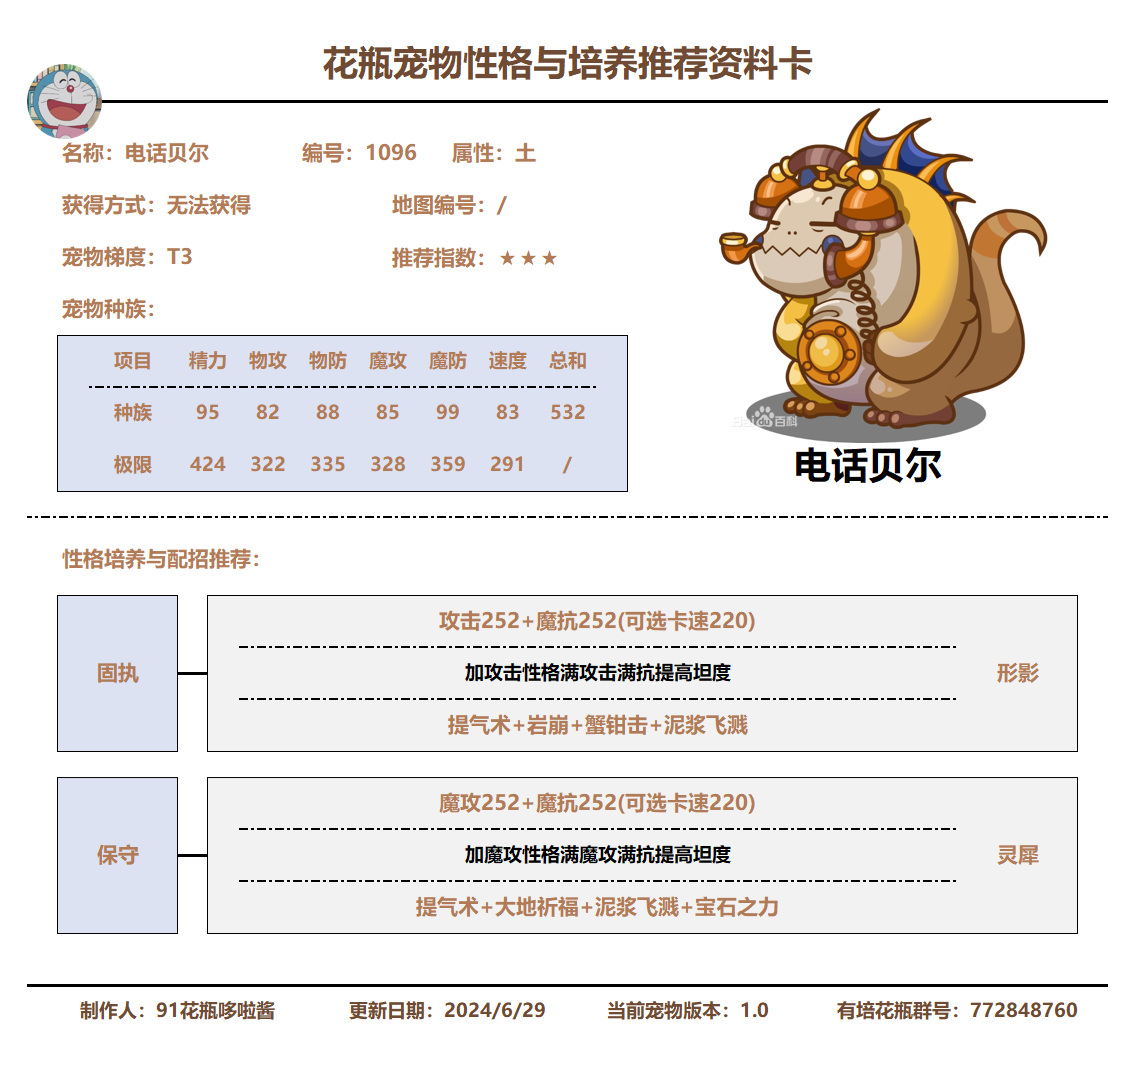 花瓶宠物性格与培养推荐资料卡
名称：电话贝尔 编号：1096 属性：土
获得方式：无法获得 地图编号：/
宠物梯度：T3 推荐指数：★★★
宠物种族：
项目 精力 物攻 物防 魔攻 魔防 速度 总和
种族 95 82 88 85 99 83 532
极限 424 322 335 328 359 291 /
Baidu百科
电话贝尔
性格培养与配招推荐：
固执
攻击252+魔抗252(可选卡速220)
加攻击性格满攻击满抗提高坦度
提气术+岩崩+蟹钳击+泥浆飞溅
形影
保守
魔攻252+魔抗252(可选卡速220)
加魔攻性格满魔攻满抗提高坦度
提气术+大地祈福+泥浆飞溅+宝石之力
灵犀
制作人：91花瓶哆啦酱 更新日期：2024/6/29 当前宠物版本：1.0 有培花瓶群号：772848760